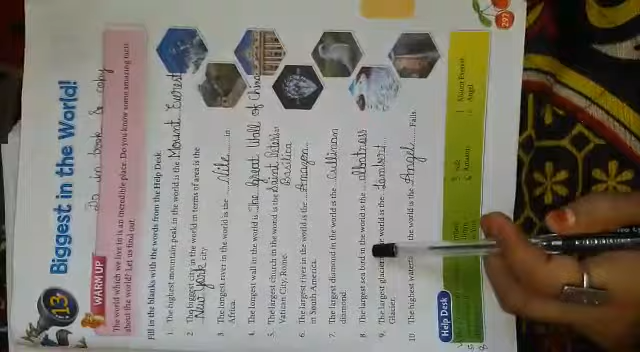 13 Biggest in the World!
WARM UP
Do in book & copy
The world which we live in is an incredible place. Do you know some amazing facts
about this world? Let us find out.
Fill in the blanks with the words from the Help Desk.
1. The highest mountain peak in the world is the Mount Everest
2. The biggest city in the world in terms of area is the
New York city.
3. The longest river in the world is the Nile in
Africa.
4. The longest wall in the world is The Great Wall of China
5. The largest church in the world is the Saint Peter's
Basilica
Vatican City, Rome.
6. The largest river in the world is the Amazon
in South America.
7. The largest diamond in the world is the Cullinan
diamond.
8. The largest sea bird in the world is the albatross
9. The largest glacier world is the Lambert
Glacier.
10. The highest the world is the Angel Falls.
Help Desk
Nile
Amazon
Mount Everest
Angel
297